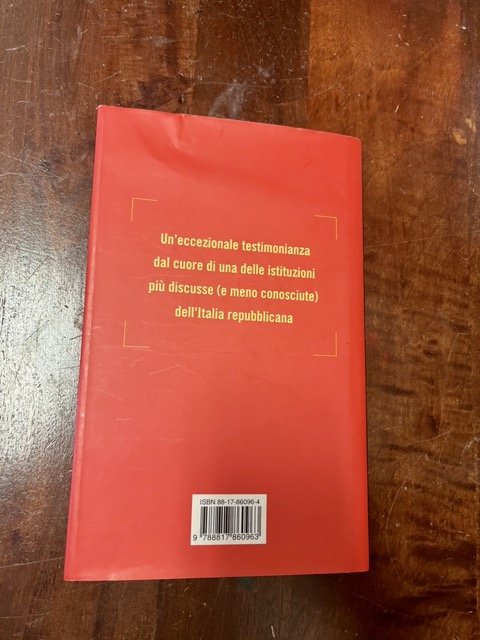 Un'eccezionale testimonianza
dal cuore di una delle istituzioni
più discusse (e meno conosciute)
dell'Italia repubblicana
ISBN 88-17-86096-4
9 788817 860963